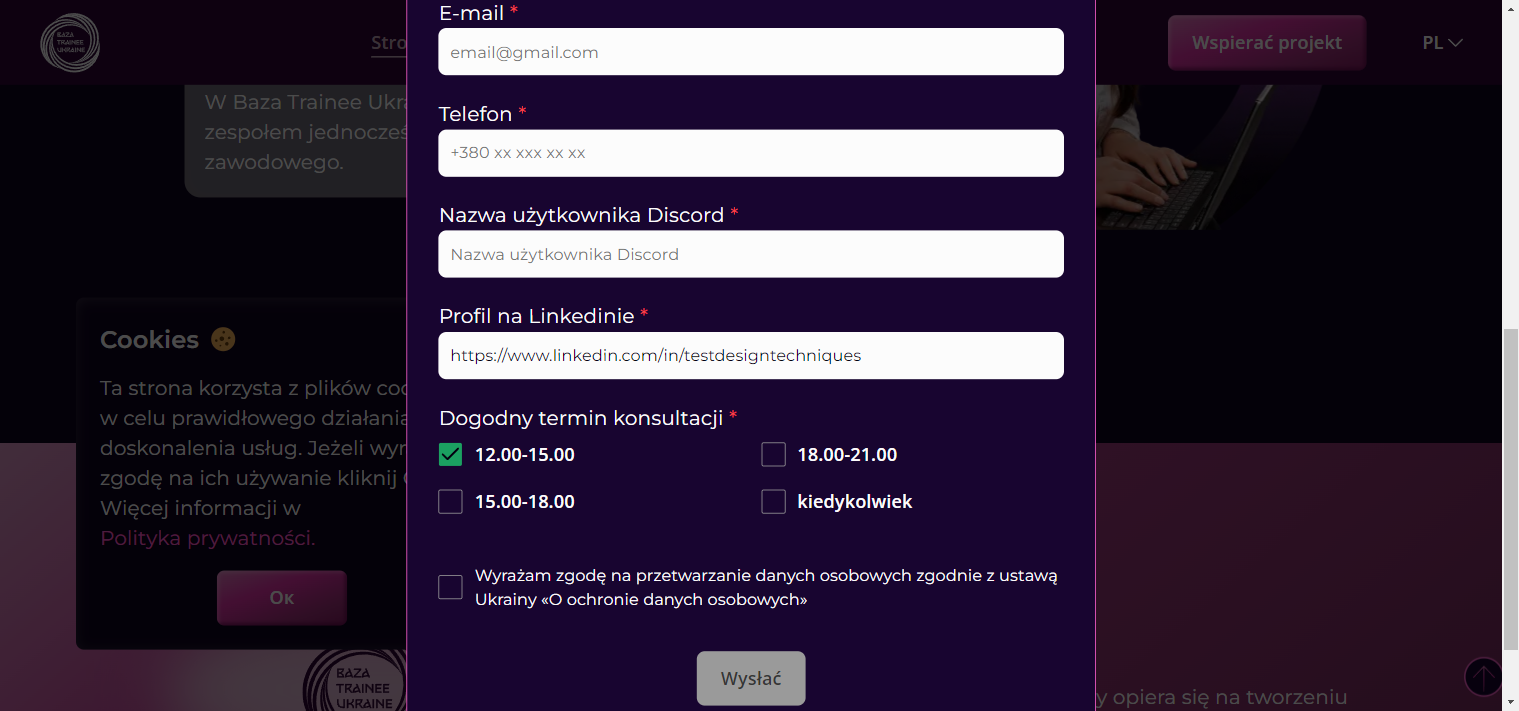 BAZA
TRAINEE
UKRAINE
Stro
Wspierać projekt
PL
W Baza Trainee Ukra
zespołem jednocześ
zawodowego.
E-mail *
email@gmail.com
Telefon *
+380 xx xxx xx xx
Nazwa użytkownika Discord *
Nazwa użytkownika Discord
Profil na Linkedinie *
https://www.linkedin.com/in/testdesigntechniques
Dogodny termin konsultacji *
12.00-15.00
18.00-21.00
15.00-18.00
kiedykolwiek
Wyrażam zgodę na przetwarzanie danych osobowych zgodnie z ustawą
Ukrainy «O ochronie danych osobowych»
Wysłać
Cookies
Ta strona korzysta z plików coo
w celu prawidłowego działania
doskonalenia usług. Jeżeli wyr
zgodę na ich używanie kliknij
Więcej informacji w
Polityka prywatności.
Ок
BAZA
TRAINEE
UKRAINE
y opiera się na tworzeniu